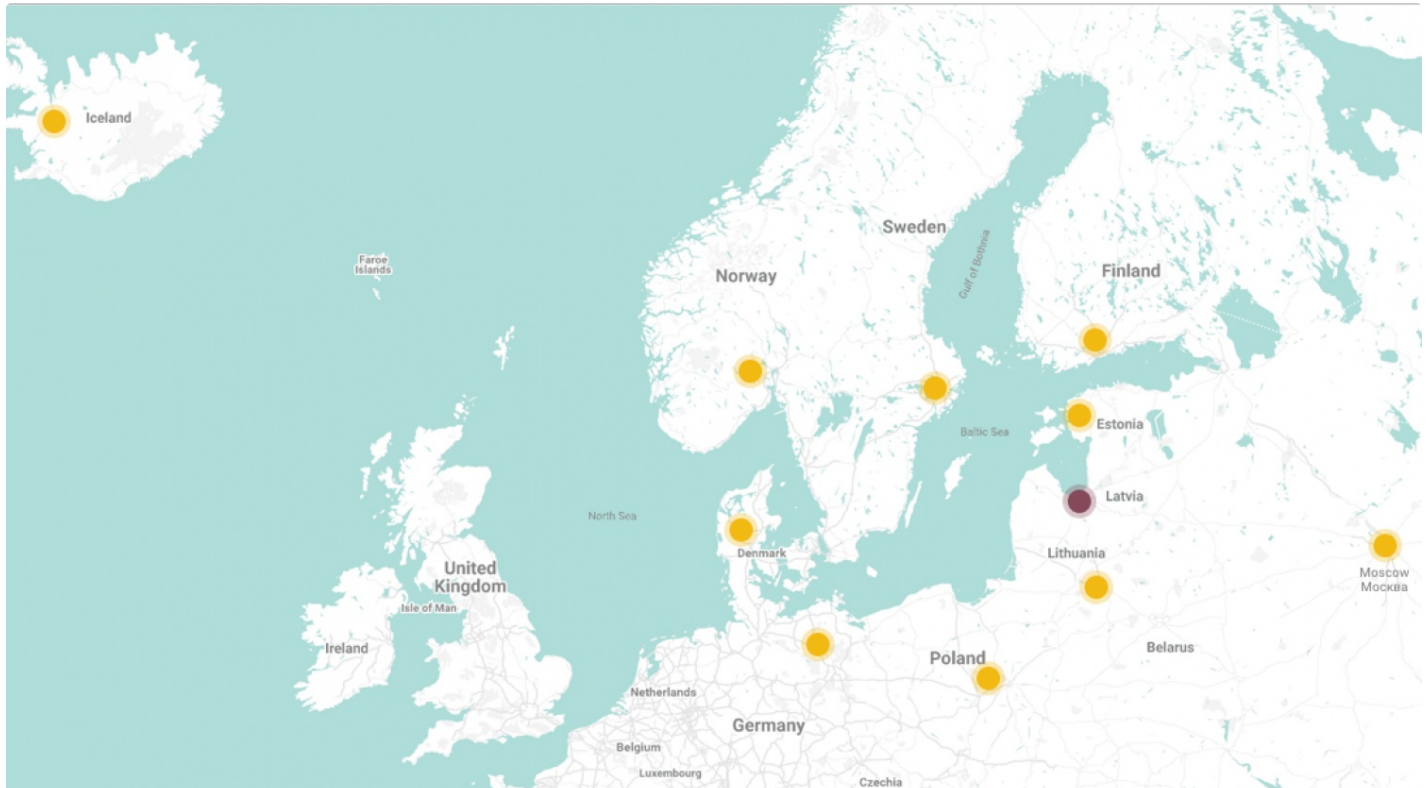 Iceland
Faroe
Islands
Sweden
Norway
Gulf of Bothnia
Finland
Estonia
Baltic Sea
Latvia
North Sea
Denmark
Lithuania
Moscow
Москва
United
Kingdom
Isle of Man
Ireland
Belarus
Poland
Netherlands
Germany
Belgium
Luxembourg
Czechia